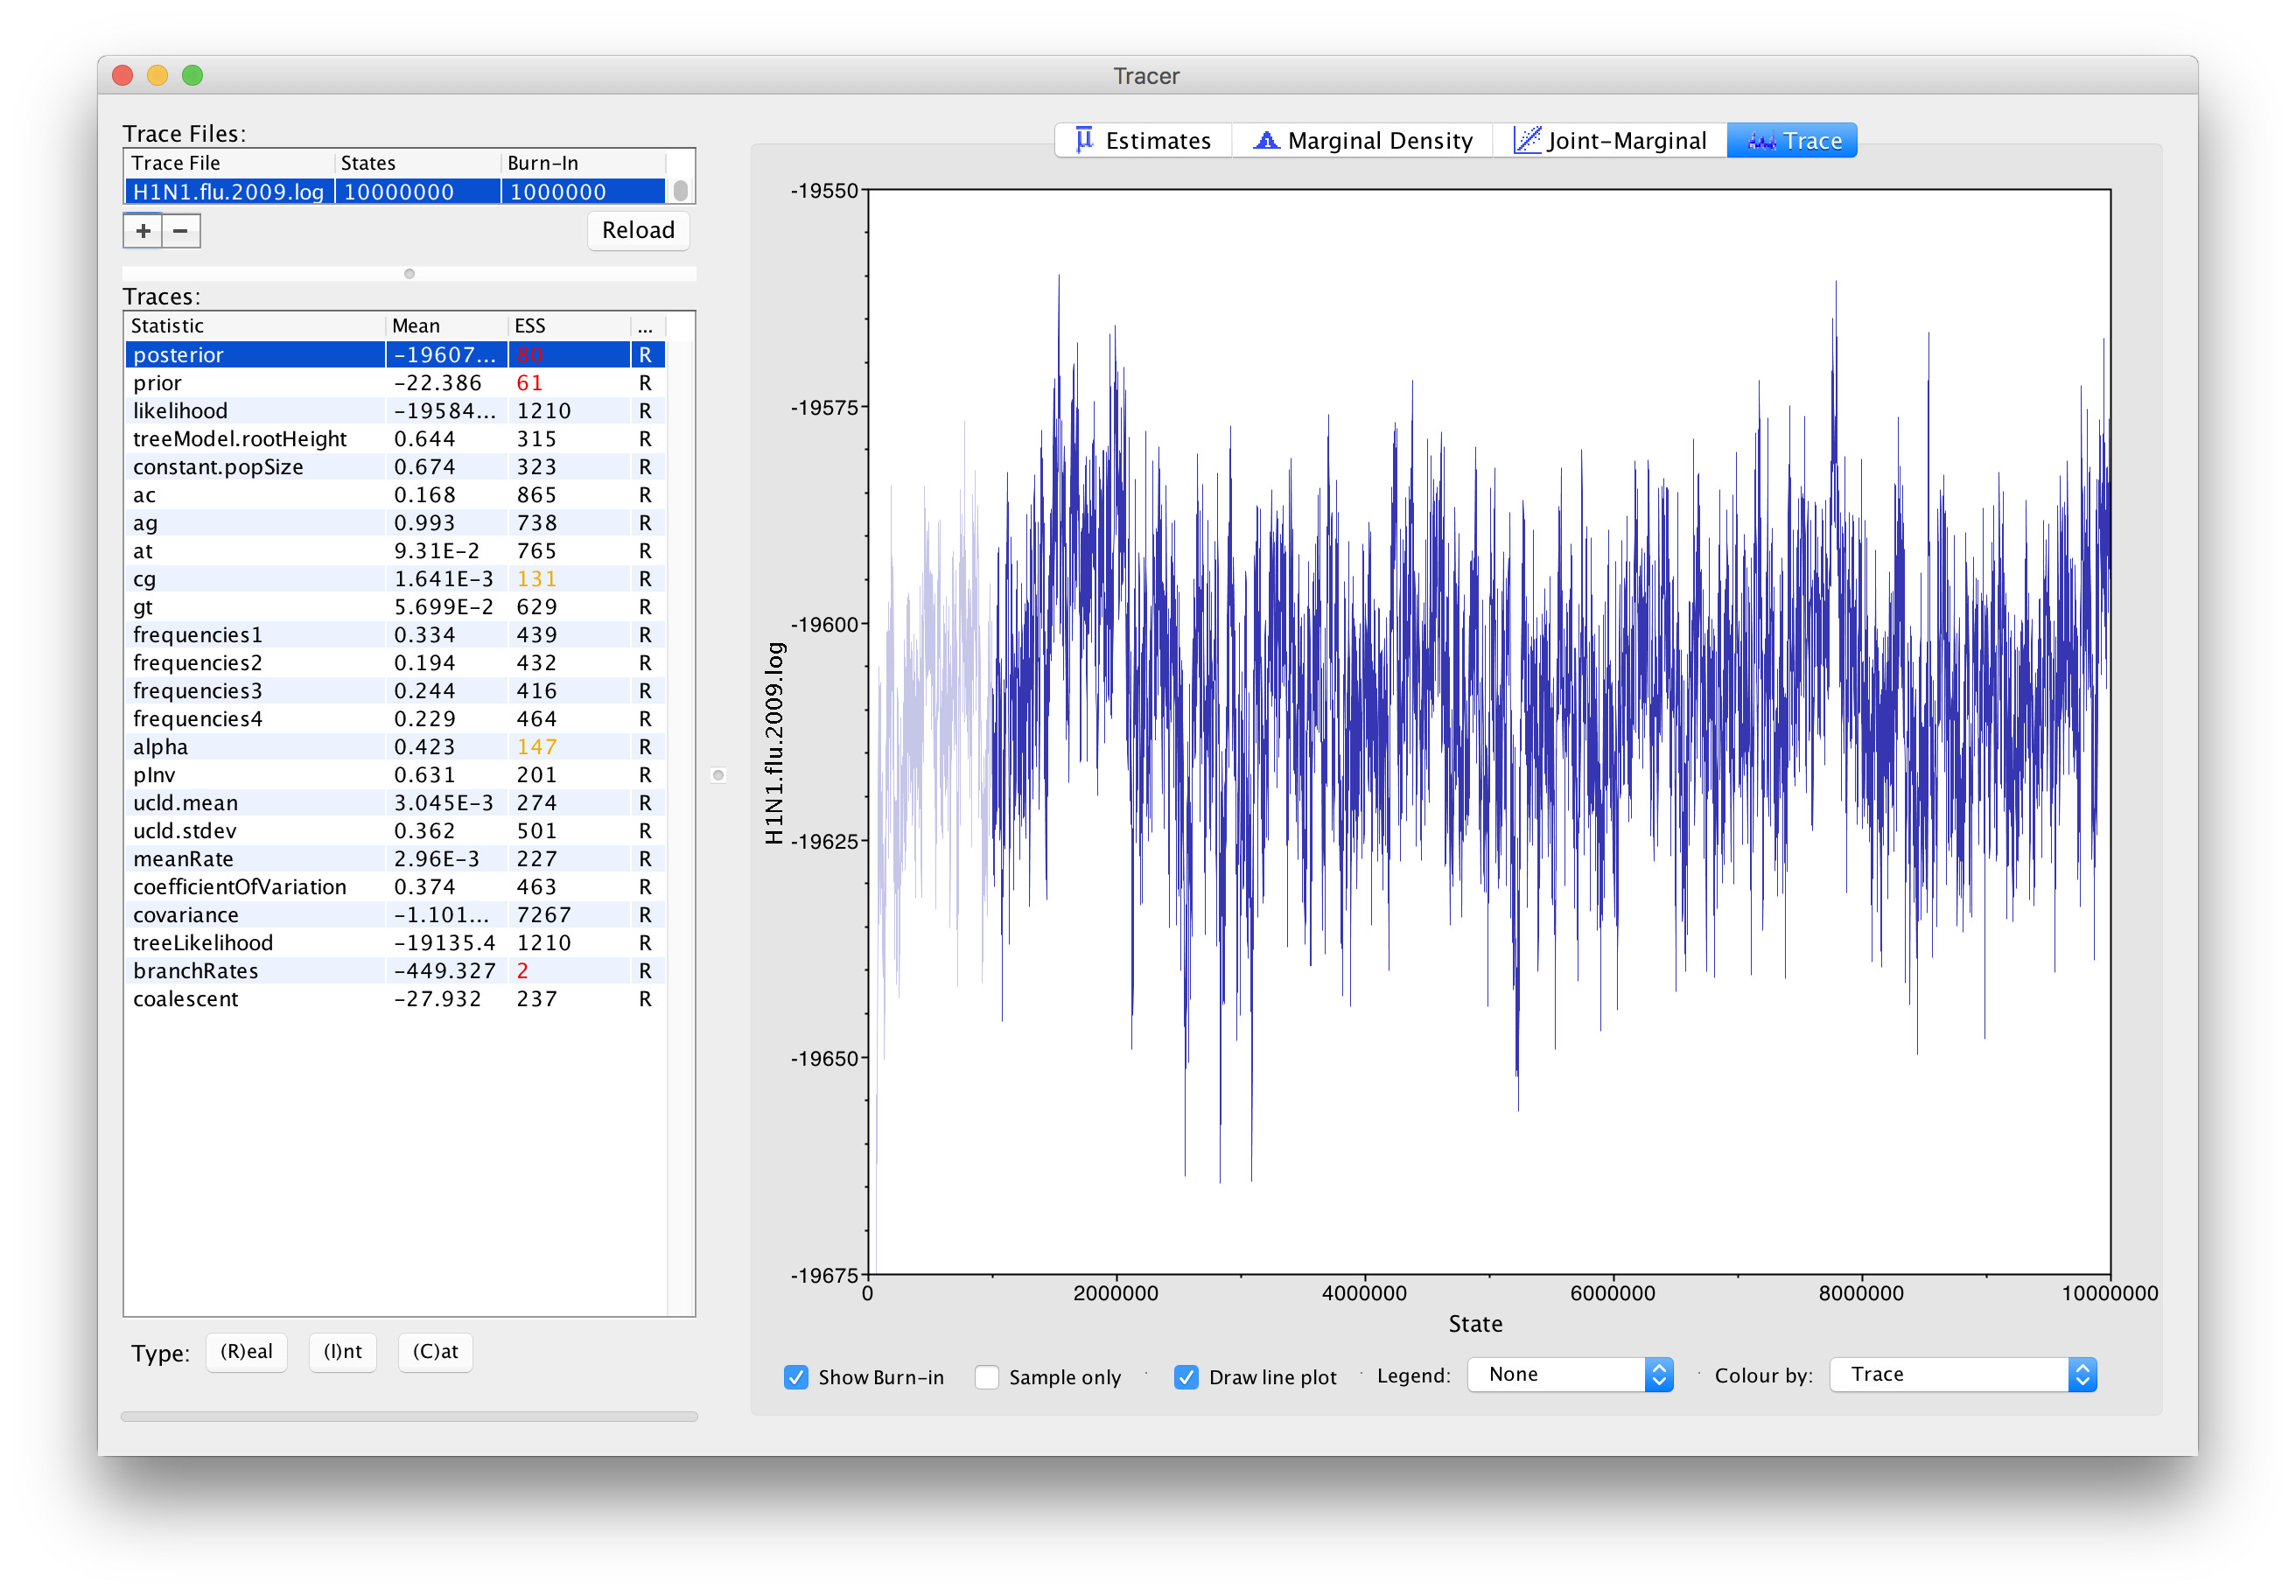 Tracer
Trace Files:
Trace File States Burn-In
H1N1.flu.2009.log 10000000 1000000
+ −
Reload
Traces:
Statistic Mean ESS ...
posterior -19607... 80 R
prior -22.386 61 R
likelihood -19584... 1210 R
treeModel.rootHeight 0.644 315 R
constant.popSize 0.674 323 R
ac 0.168 865 R
ag 0.993 738 R
at 9.31E-2 765 R
cg 1.641E-3 131 R
gt 5.699E-2 629 R
frequencies1 0.334 439 R
frequencies2 0.194 432 R
frequencies3 0.244 416 R
frequencies4 0.229 464 R
alpha 0.423 147 R
pInv 0.631 201 R
ucld.mean 3.045E-3 274 R
ucld.stdev 0.362 501 R
meanRate 2.96E-3 227 R
coefficientOfVariation 0.374 463 R
covariance -1.101... 7267 R
treeLikelihood -19135.4 1210 R
branchRates -449.327 2 R
coalescent -27.932 237 R
Type: (R)eal (I)nt (C)at
Estimates Marginal Density Joint-Marginal Trace
-19550
-19575
-19600
-19625
-19650
-19675
H1N1.flu.2009.log
0 2000000 4000000 6000000 8000000 10000000
State
Show Burn-in Sample only Draw line plot Legend: None Colour by: Trace